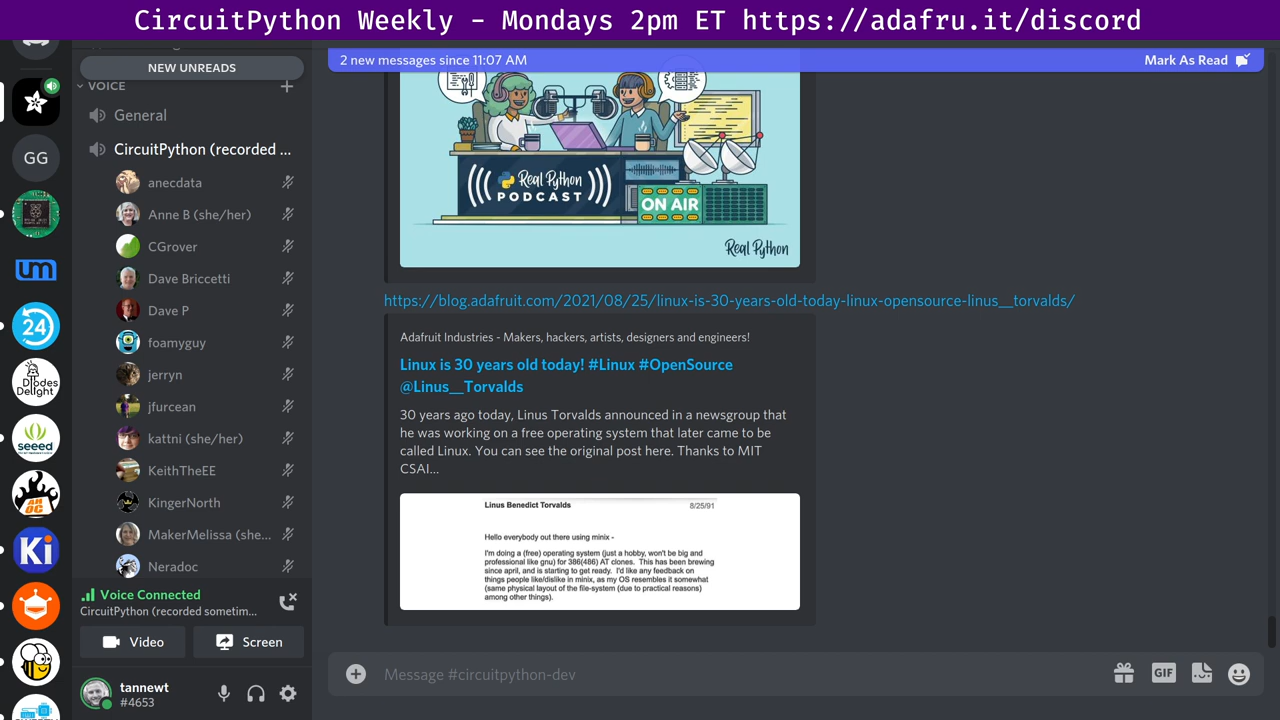 CircuitPython Weekly - Mondays 2pm ET https://adafru.it/discord
NEW UNREADS
2 new messages since 11:07 AM
Mark As Read
VOICE
General
CircuitPython (recorded ...
anecdata
Anne B (she/her)
CGrover
Dave Briccetti
Dave P
foamyguy
jerryn
jfurcean
kattni (she/her)
KeithTheEE
KingerNorth
MakerMelissa (she...
Neradoc
Voice Connected
CircuitPython (recorded sometim...
Video
Screen
tannewt
#4653
GG
um
24
DIODES
Delight
seeed
AH
OC
Ki
Real Python
PODCAST
ON AIR
Real Python
https://blog.adafruit.com/2021/08/25/linux-is-30-years-old-today-linux-opensource-linus__torvalds/
Adafruit Industries - Makers, hackers, artists, designers and engineers!
Linux is 30 years old today! #Linux #OpenSource
@Linus__Torvalds
30 years ago today, Linus Torvalds announced in a newsgroup that
he was working on a free operating system that later came to be
called Linux. You can see the original post here. Thanks to MIT
CSAI...
Linus Benedict Torvalds
8/25/91
Hello everybody out there using minix -
I'm doing a (free) operating system (just a hobby, won't be big and
professional like gnu) for 386(486) AT clones. This has been brewing
since april, and is starting to get ready. I'd like any feedback on
things people like/dislike in minix, as my OS resembles it somewhat
(same physical layout of the file-system (due to practical reasons)
among other things).
Message #circuitpython-dev
GIF